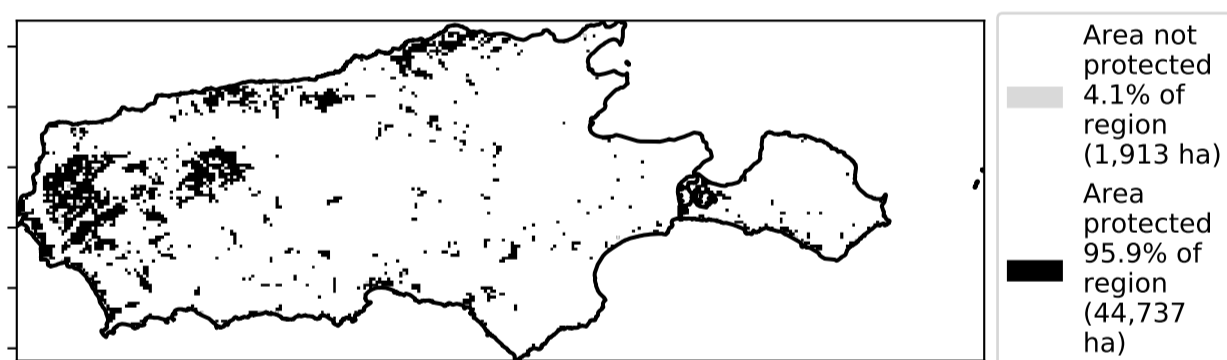 Area not
protected
4.1% of
region
(1,913 ha)
Area
protected
95.9% of
region
(44,737
ha)